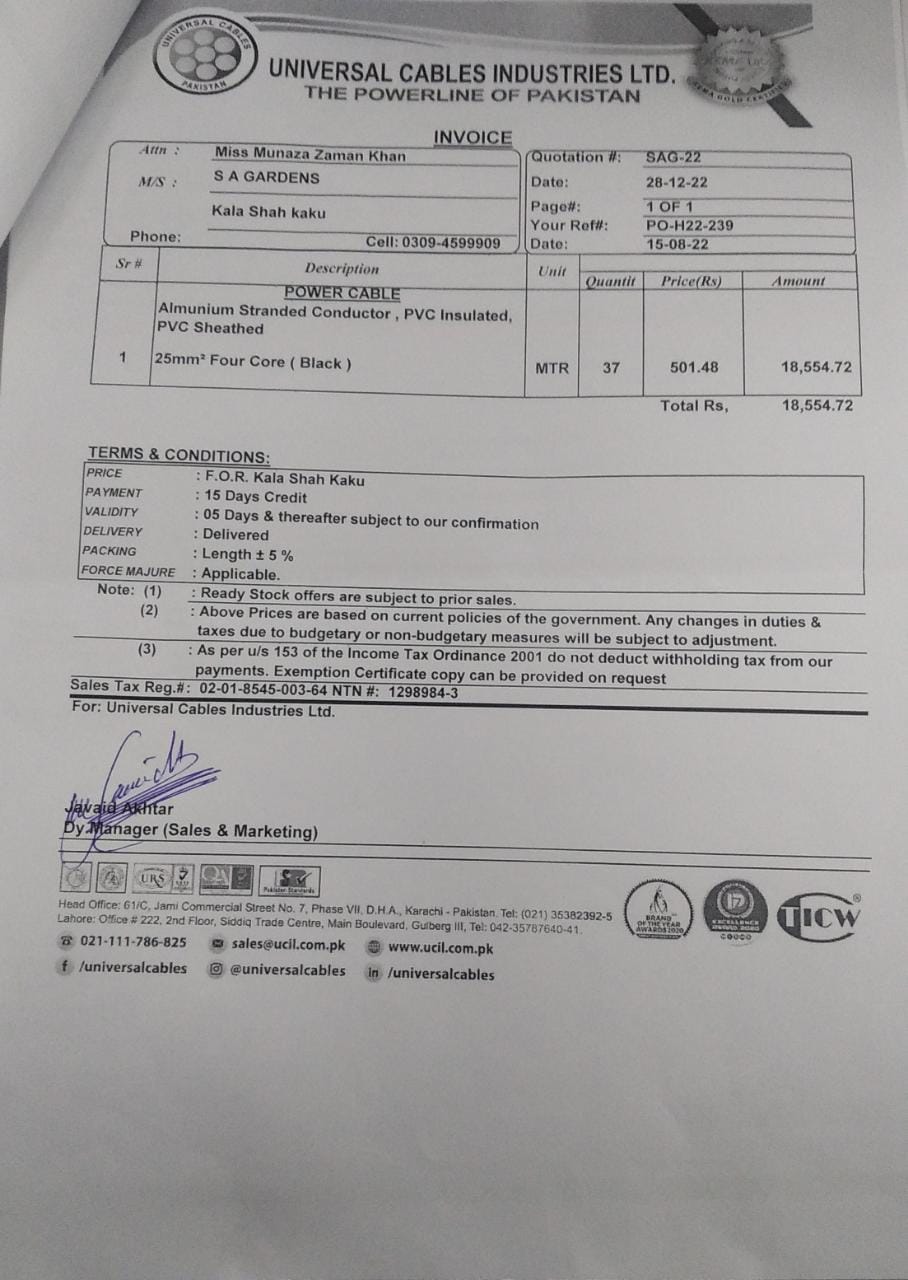 UNIVERSAL CABLES
PAKISTAN
UNIVERSAL CABLES INDUSTRIES LTD.
THE POWERLINE OF PAKISTAN
INVOICE
Attn : Miss Munaza Zaman Khan
M/S : S A GARDENS
Kala Shah kaku
Phone: Cell: 0309-4599909
Quotation #: SAG-22
Date: 28-12-22
Page#: 1 OF 1
Your Ref#: PO-H22-239
Date: 15-08-22
Sr # Description Unit Quantit Price(Rs) Amount
POWER CABLE
Almunium Stranded Conductor , PVC Insulated,
PVC Sheathed
1 25mm² Four Core ( Black ) MTR 37 501.48 18,554.72
Total Rs, 18,554.72
TERMS & CONDITIONS:
PRICE : F.O.R. Kala Shah Kaku
PAYMENT : 15 Days Credit
VALIDITY : 05 Days & thereafter subject to our confirmation
DELIVERY : Delivered
PACKING : Length ± 5 %
FORCE MAJURE : Applicable.
Note: (1) : Ready Stock offers are subject to prior sales.
(2) : Above Prices are based on current policies of the government. Any changes in duties &
taxes due to budgetary or non-budgetary measures will be subject to adjustment.
(3) : As per u/s 153 of the Income Tax Ordinance 2001 do not deduct withholding tax from our
payments. Exemption Certificate copy can be provided on request
Sales Tax Reg.#: 02-01-8545-003-64 NTN #: 1298984-3
For: Universal Cables Industries Ltd.
Javaid Akhtar
Dy.Manager (Sales & Marketing)
URS
Pakistan Standards
Head Office: 61/C, Jami Commercial Street No. 7, Phase VII, D.H.A., Karachi - Pakistan. Tel: (021) 35382392-5
Lahore: Office # 222, 2nd Floor, Siddiq Trade Centre, Main Boulevard, Gulberg III, Tel: 042-35787640-41.
021-111-786-825 sales@ucil.com.pk www.ucil.com.pk
f /universalcables @universalcables in /universalcables
BRAND
OF THE YEAR
AWARDS 2020
TICW ®